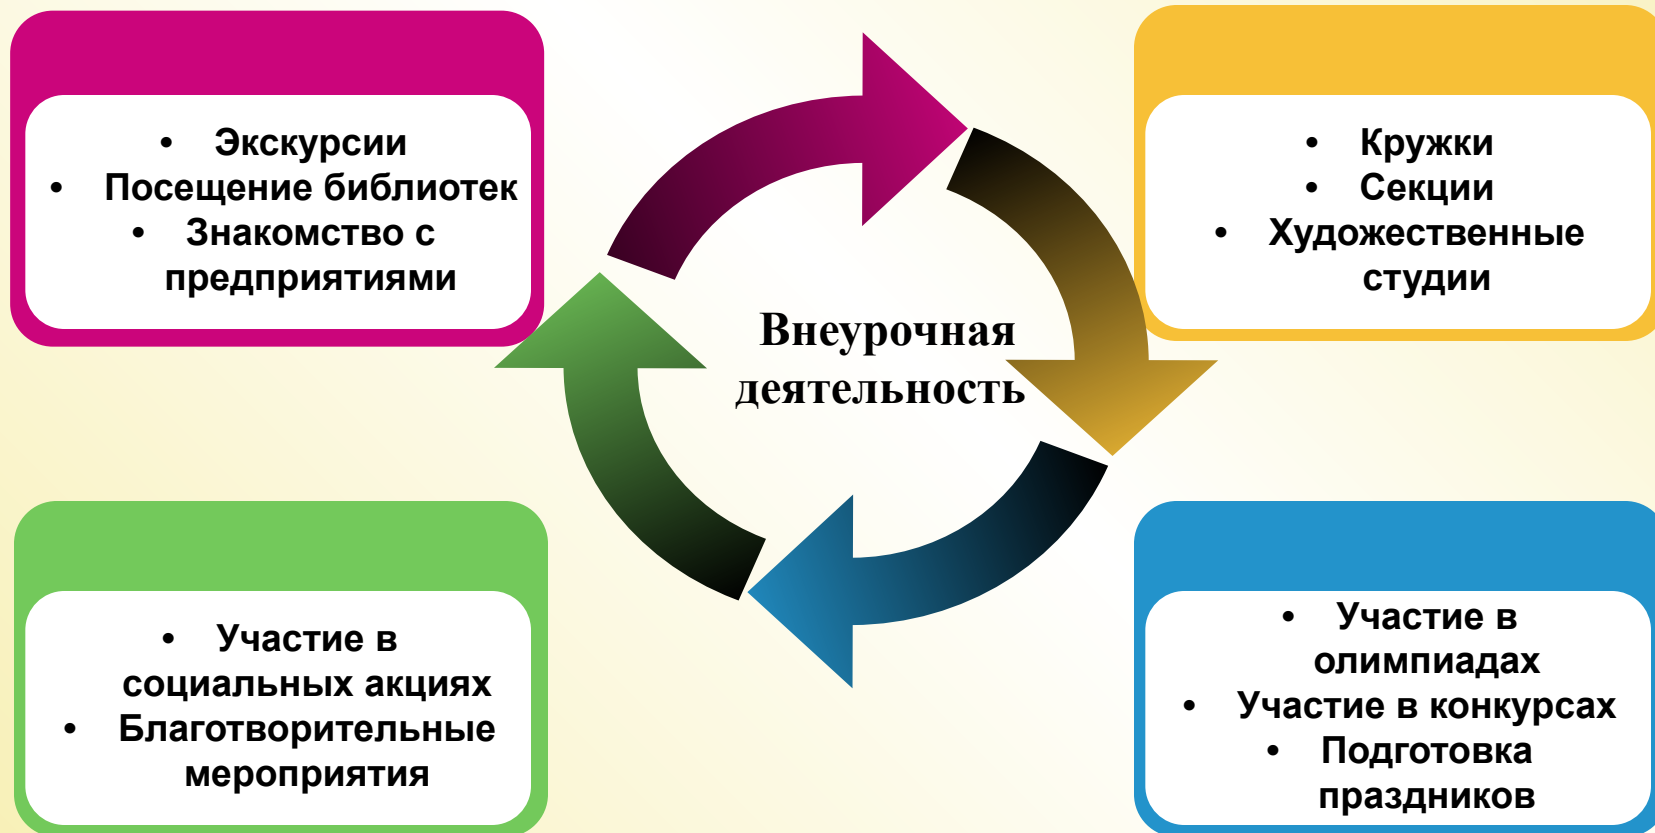 • Экскурсии
• Посещение библиотек
• Знакомство с
предприятиями
• Кружки
• Секции
• Художественные
студии
Внеурочная
деятельность
• Участие в
социальных акциях
• Благотворительные
мероприятия
• Участие в
олимпиадах
• Участие в конкурсах
• Подготовка
праздников